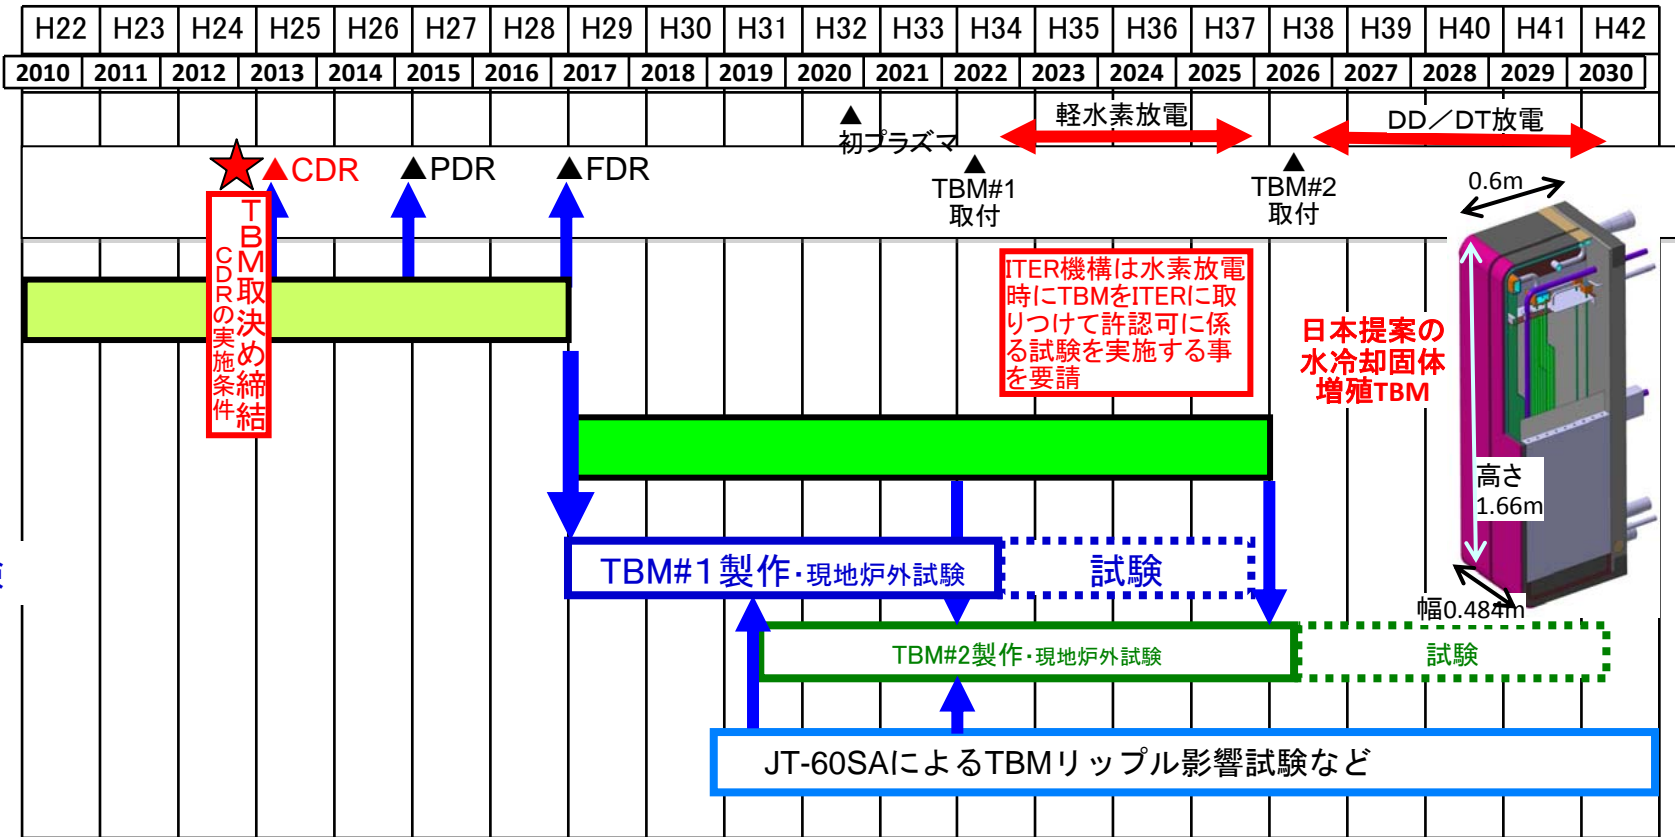 H22 H23 H24 H25 H26 H27 H28 H29 H30 H31 H32 H33 H34 H35 H36 H37 H38 H39 H40 H41 H42
2010 2011 2012 2013 2014 2015 2016 2017 2018 2019 2020 2021 2022 2023 2024 2025 2026 2027 2028 2029 2030
▲
初プラズマ
軽水素放電
DD／DT放電
▲CDR
▲PDR
▲FDR
▲
TBM#1
取付
▲
TBM#2
取付
0.6m
TBM取決め締結
CDRの実施条件
ITER機構は水素放電
時にTBMをITERに取
りつけて許認可に係
る試験を実施する事
を要請
日本提案の
水冷却固体
増殖TBM
高さ
1.66m
幅0.484m
TBM#1製作・現地炉外試験
試験
TBM#2製作・現地炉外試験
試験
JT-60SAによるTBMリップル影響試験など